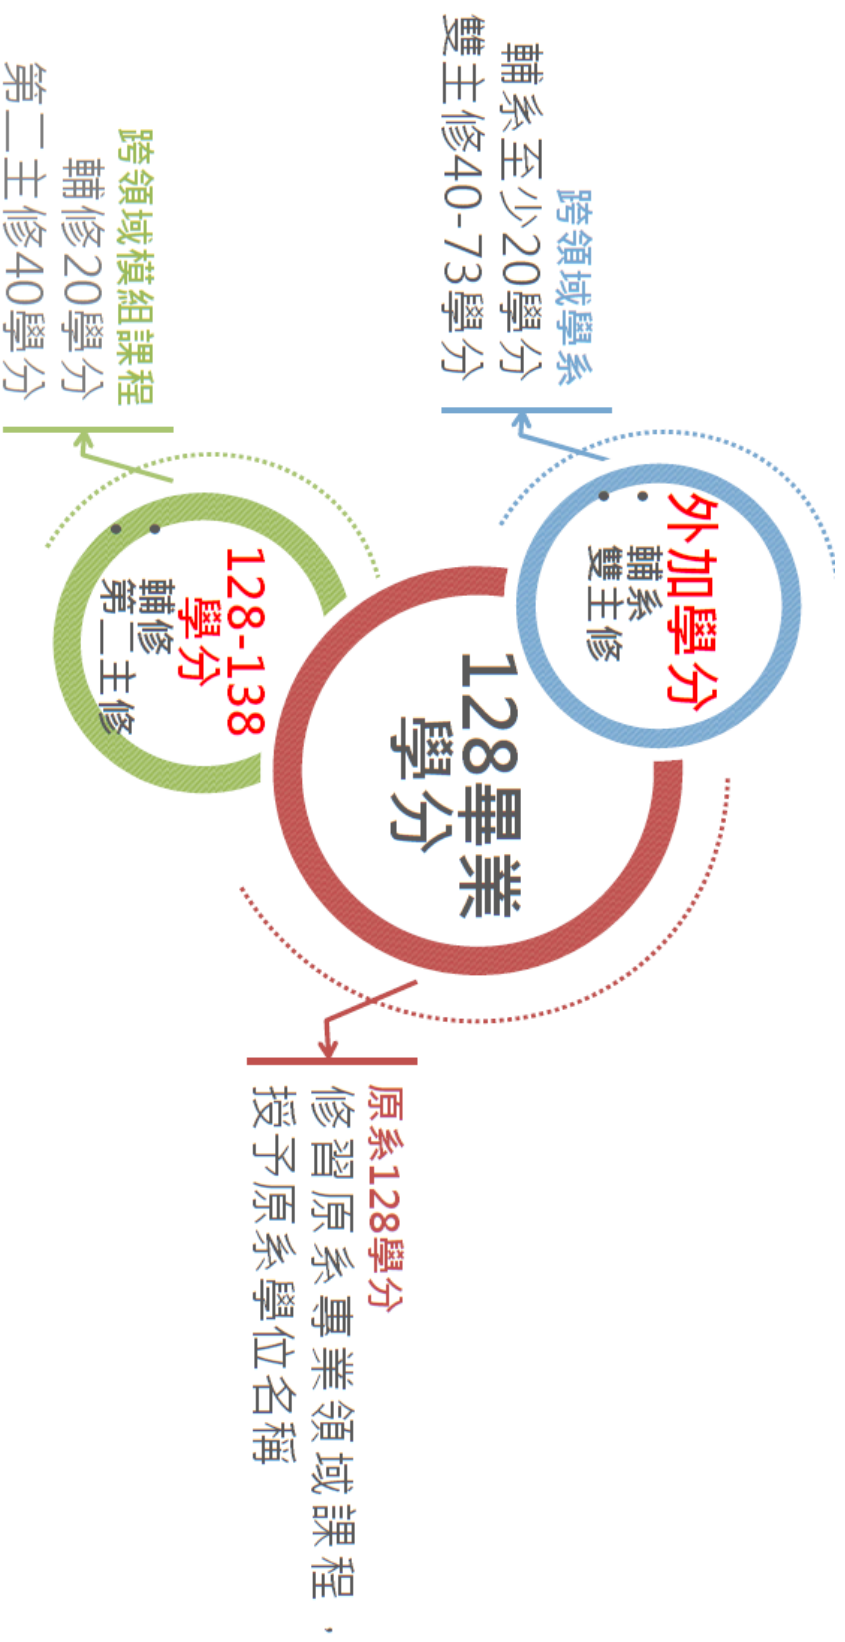 跨領域學系
輔系至少20學分
雙主修40-73學分
外加學分
• 輔系
• 雙主修
128畢業
學分
跨領域模組課程
輔修20學分
第二主修40學分
128-138
學分
• 輔修
• 第二主修
原系128學分
修習原系專業領域課程，
授予原系學位名稱